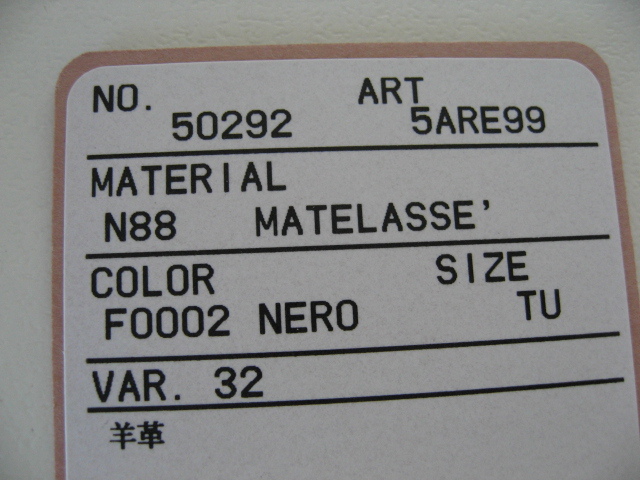 NO. ART
50292 5ARE99
MATERIAL
N88 MATELASSE'
COLOR SIZE
F0002 NERO TU
VAR. 32
羊革